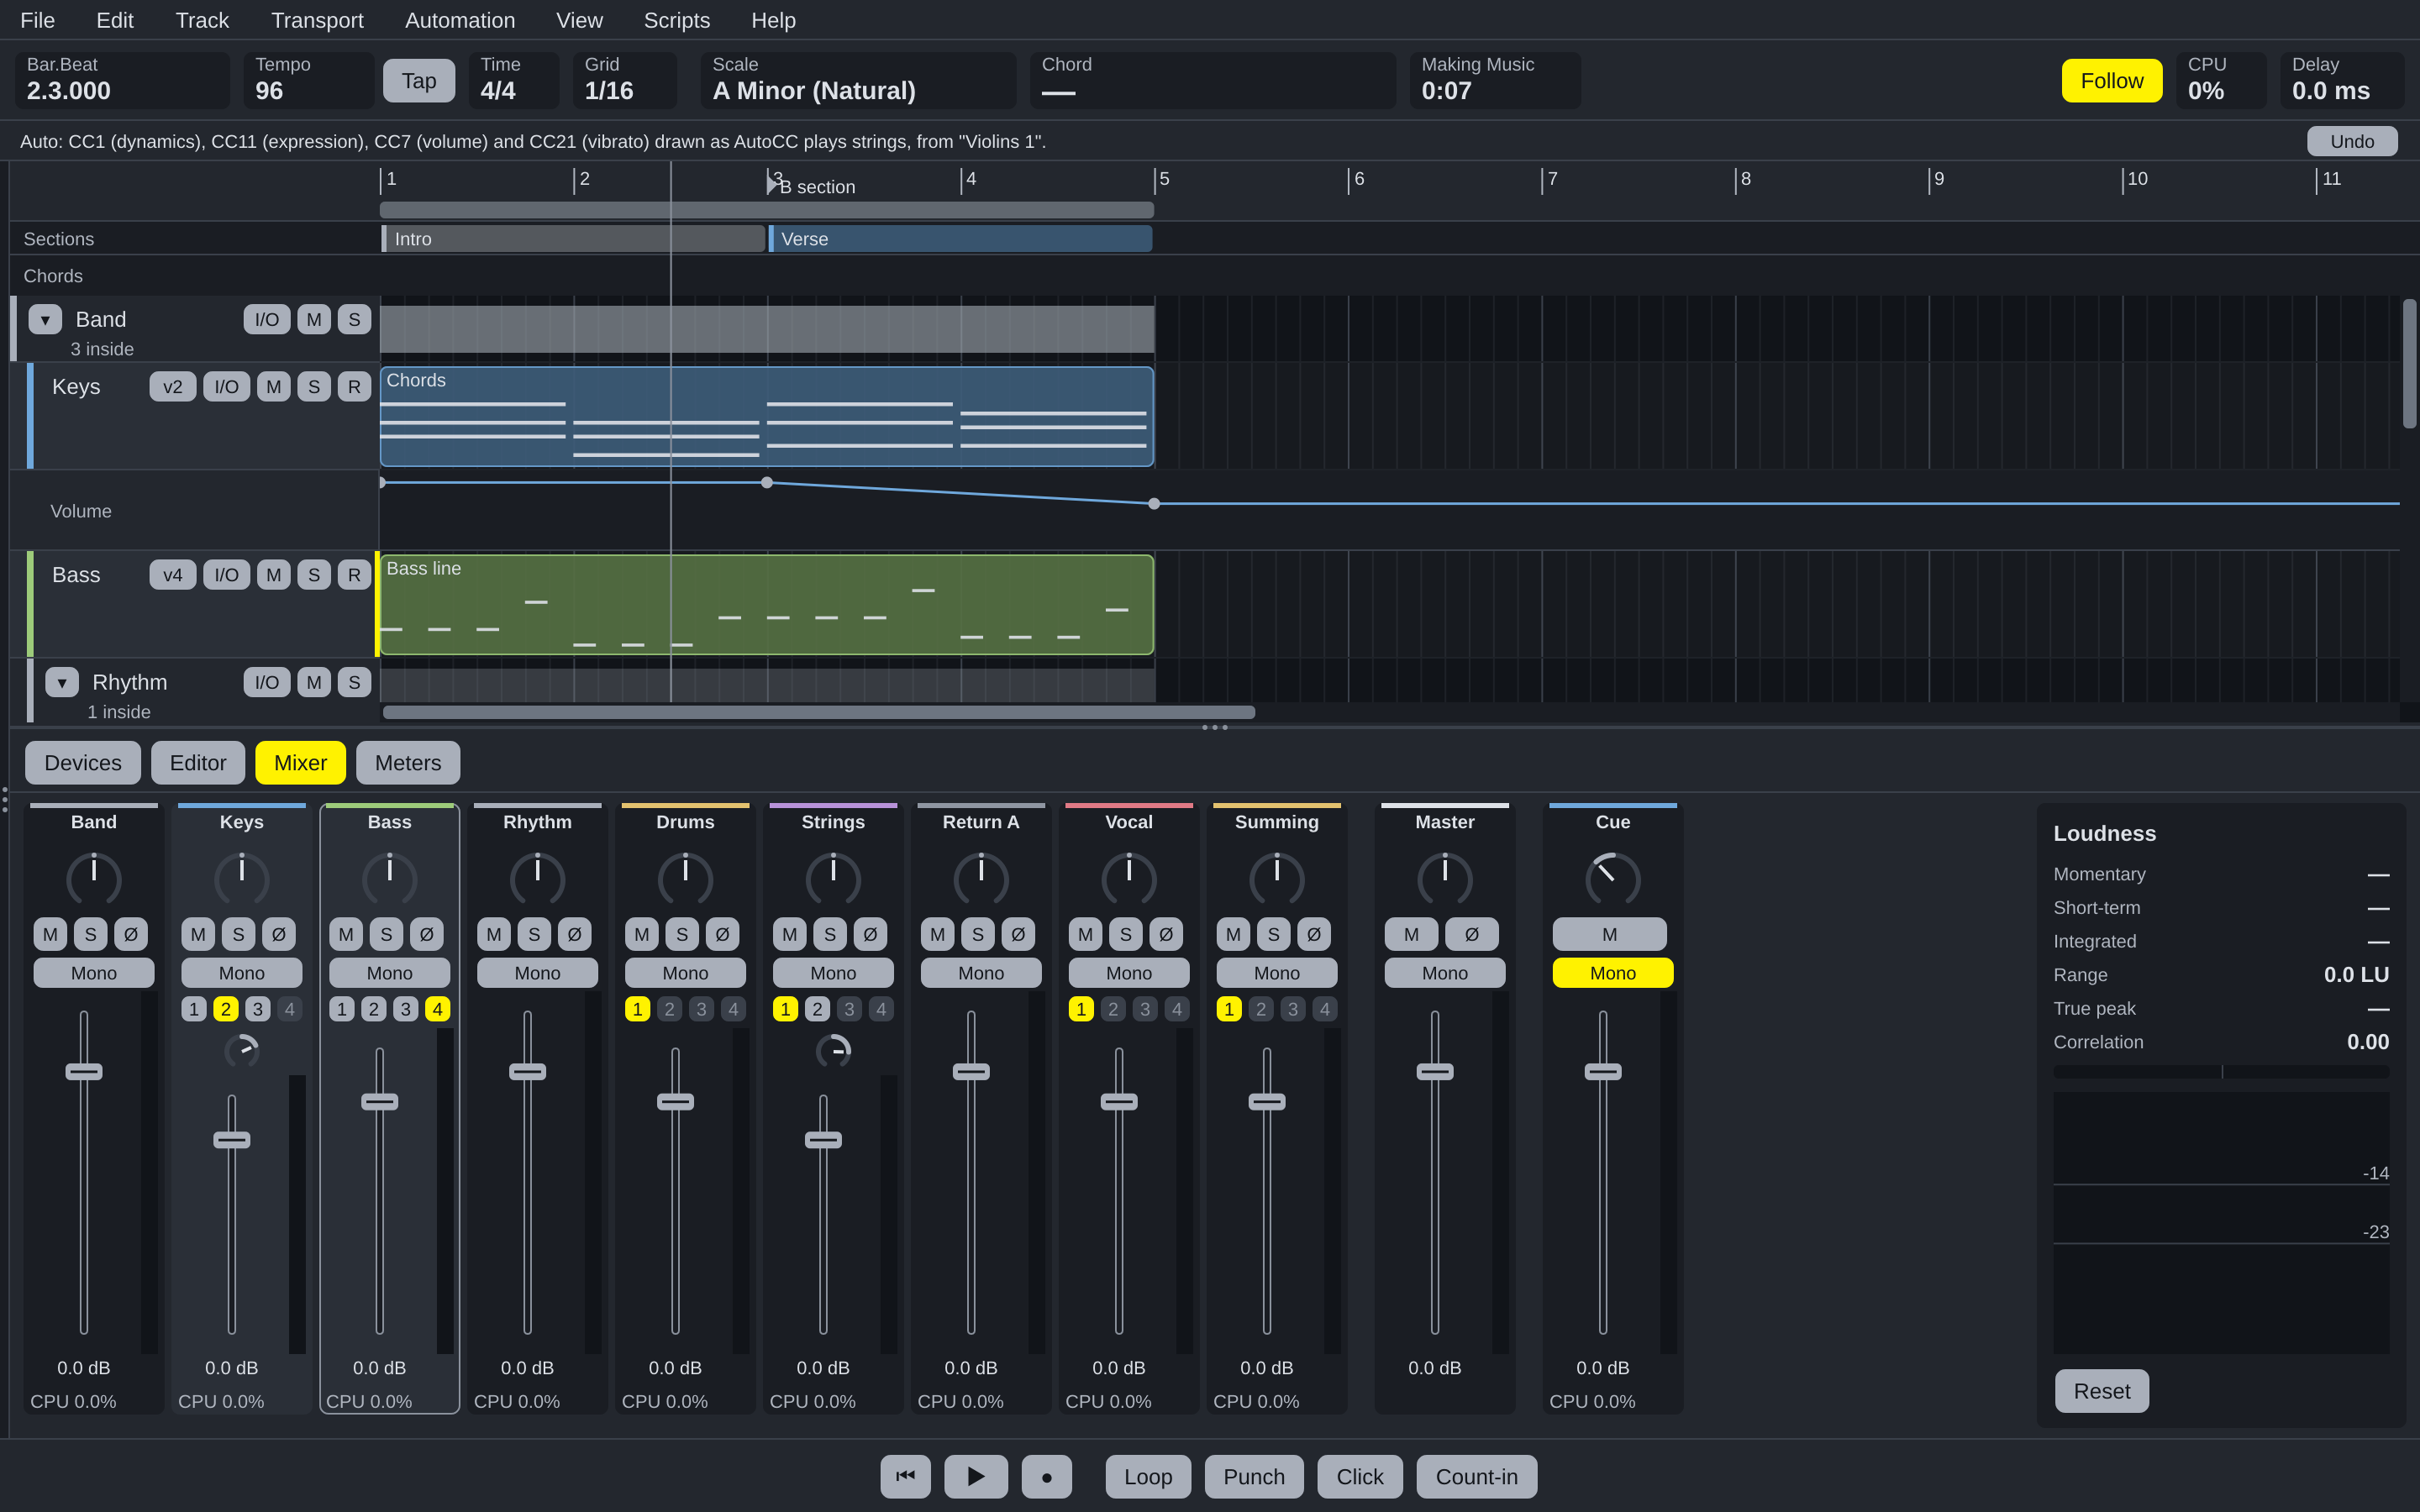 File Edit Track Transport Automation View Scripts Help
Bar.Beat Tempo Time Grid Scale Chord Making Music CPU Delay
2.3.000 96 Tap 4/4 1/16 A Minor (Natural) — 0:07 Follow 0% 0.0 ms
Auto: CC1 (dynamics), CC11 (expression), CC7 (volume) and CC21 (vibrato) drawn as AutoCC plays strings, from "Violins 1". Undo
1 2 3 4 5 6 7 8 9 10 11
B section
Sections Intro Verse
Chords
▼ Band I/O M S
3 inside
Keys v2 I/O M S R Chords
Volume
Bass v4 I/O M S R Bass line
▼ Rhythm I/O M S
1 inside
Devices Editor Mixer Meters
Band Keys Bass Rhythm Drums Strings Return A Vocal Summing Master Cue
M S Ø M S Ø M S Ø M S Ø M S Ø M S Ø M S Ø M S Ø M S Ø M Ø M
Mono Mono Mono Mono Mono Mono Mono Mono Mono Mono Mono
1 2 3 4 1 2 3 4 1 2 3 4 1 2 3 4 1 2 3 4 1 2 3 4
0.0 dB 0.0 dB 0.0 dB 0.0 dB 0.0 dB 0.0 dB 0.0 dB 0.0 dB 0.0 dB 0.0 dB 0.0 dB
CPU 0.0% CPU 0.0% CPU 0.0% CPU 0.0% CPU 0.0% CPU 0.0% CPU 0.0% CPU 0.0% CPU 0.0% CPU 0.0%
Loudness
Momentary —
Short-term —
Integrated —
Range 0.0 LU
True peak —
Correlation 0.00
-14
-23
Reset
Loop Punch Click Count-in